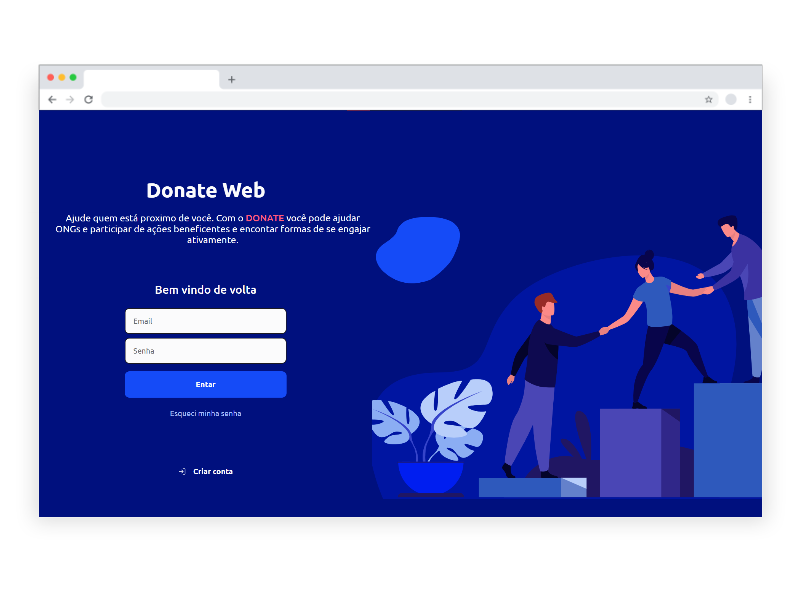 Donate Web
Ajude quem está proximo de você. Com o DONATE você pode ajudar
ONGs e participar de ações beneficentes e encontar formas de se engajar
ativamente.
Bem vindo de volta
Email
Senha
Entar
Esqueci minha senha
Criar conta